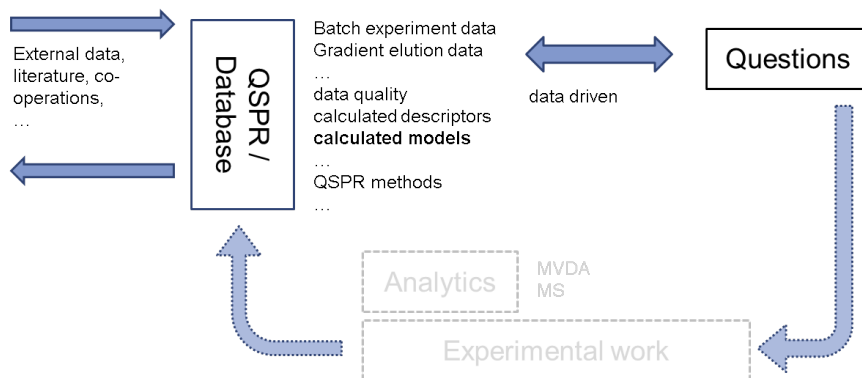 External data,
literature, co-
operations,
…
QSPR /
Database
Batch experiment data
Gradient elution data
…
data quality
calculated descriptors
calculated models
…
QSPR methods
…
data driven
Questions
Analytics
MVDA
MS
Experimental work